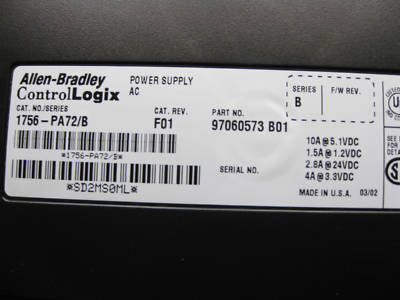 Allen-Bradley
ControlLogix
POWER SUPPLY
AC
SERIES
B
F/W REV.
CAT. NO./SERIES
1756-PA72/B
CAT. REV.
F01
PART NO.
97060573 B01
*1756-PA72/B*
*SD2MS0ML*
SERIAL NO.
10A@5.1VDC
1.5A@1.2VDC
2.8A@24VDC
4A@3.3VDC
MADE IN U.S.A. 03/02